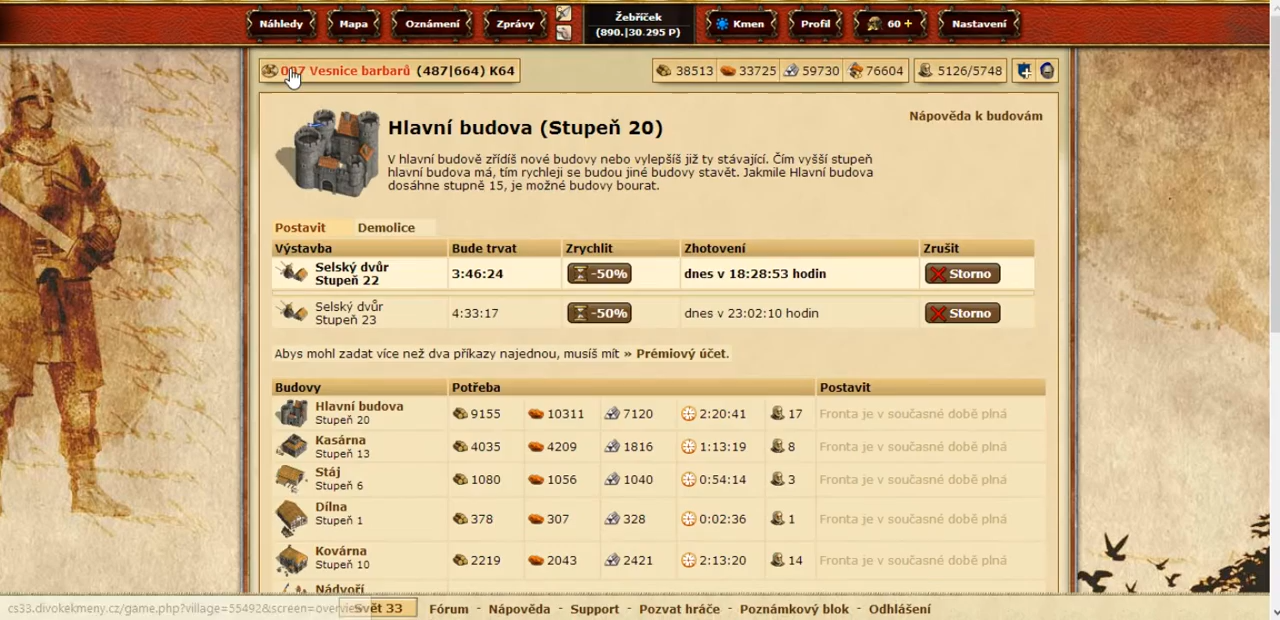 Náhledy Mapa Oznámení Zprávy Žebříček Kmen Profil 60 + Nastavení
(890.|30.295 P)
Vesnice barbarů (487|664) K64 38513 33725 59730 76604 5126/5748
Hlavní budova (Stupeň 20) Nápověda k budovám
V hlavní budově zřídíš nové budovy nebo vylepšíš již ty stávající. Čím vyšší stupeň
hlavní budova má, tím rychleji se budou jiné budovy stavět. Jakmile Hlavní budova
dosáhne stupně 15, je možné budovy bourat.
Postavit Demolice
Výstavba Bude trvat Zrychlit Zhotovení Zrušit
Selský dvůr
Stupeň 22 3:46:24 -50% dnes v 18:28:53 hodin Storno
Selský dvůr
Stupeň 23 4:33:17 -50% dnes v 23:02:10 hodin Storno
Abys mohl zadat více než dva příkazy najednou, musíš mít » Prémiový účet.
Budovy Potřeba Postavit
Hlavní budova
Stupeň 20 9155 10311 7120 2:20:41 17 Fronta je v současné době plná
Kasárna
Stupeň 13 4035 4209 1816 1:13:19 8 Fronta je v současné době plná
Stáj
Stupeň 6 1080 1056 1040 0:54:14 3 Fronta je v současné době plná
Dílna
Stupeň 1 378 307 328 0:02:36 1 Fronta je v současné době plná
Kovárna
Stupeň 10 2219 2043 2421 2:13:20 14 Fronta je v současné době plná
Nádvoří
cs33.divokekmeny.cz/game.php?village=55492&screen=overview Svět 33 Fórum - Nápověda - Support - Pozvat hráče - Poznámkový blok - Odhlášení